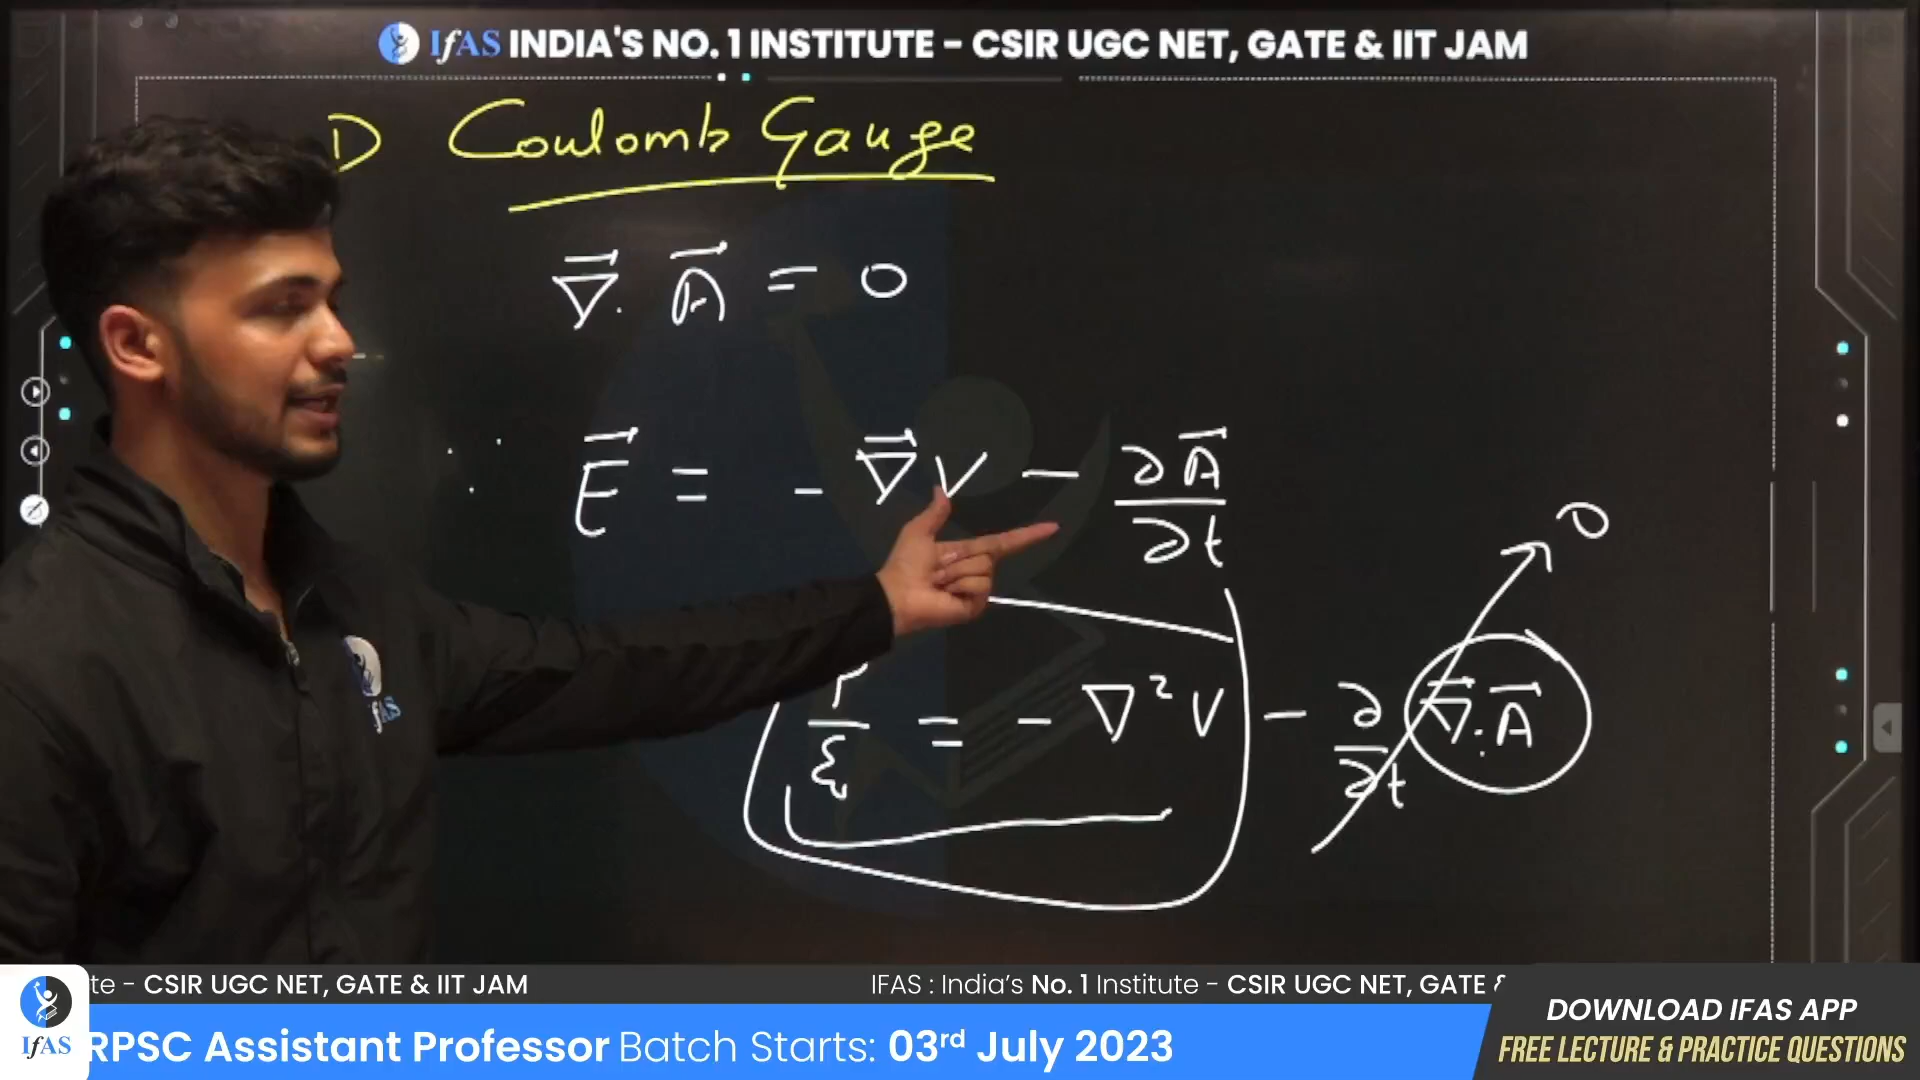 IfAS INDIA'S NO. 1 INSTITUTE - CSIR UGC NET, GATE & IIT JAM
1) Coulomb Gauge
∇⃗. A⃗ = 0
∵ E⃗ = - ∇⃗V - ∂A⃗/∂t
ρ/ε₀ = - ∇²V - ∂/∂t ∇⃗.A⃗ 0
IfAS
te - CSIR UGC NET, GATE & IIT JAM IFAS : India's No. 1 Institute - CSIR UGC NET, GATE &
IfAS RPSC Assistant Professor Batch Starts: 03rd July 2023
DOWNLOAD IFAS APP
FREE LECTURE & PRACTICE QUESTIONS